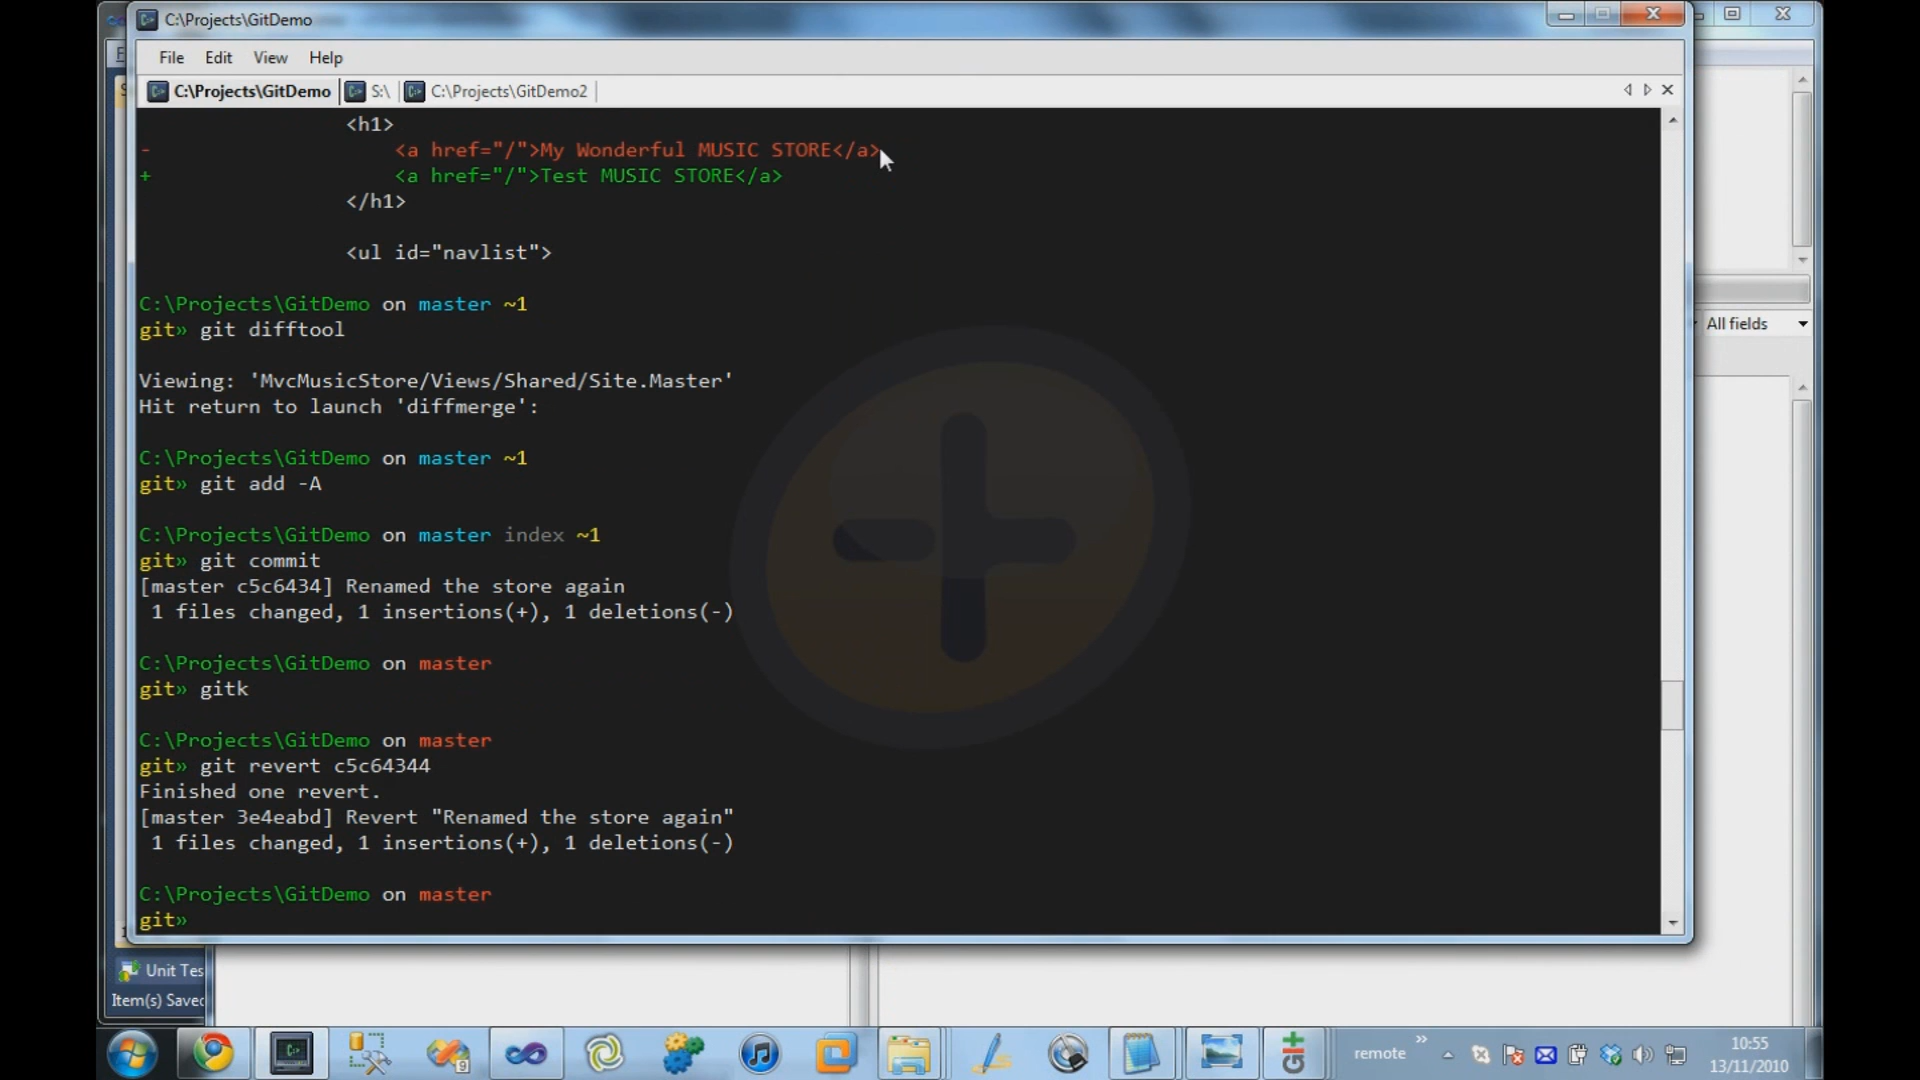 C:\Projects\GitDemo
File Edit View Help
C:\Projects\GitDemo S:\ C:\Projects\GitDemo2
<h1>
- <a href="/">My Wonderful MUSIC STORE</a>
+ <a href="/">Test MUSIC STORE</a>
</h1>
<ul id="navlist">
C:\Projects\GitDemo on master ~1
git» git difftool
Viewing: 'MvcMusicStore/Views/Shared/Site.Master'
Hit return to launch 'diffmerge':
C:\Projects\GitDemo on master ~1
git» git add -A
C:\Projects\GitDemo on master index ~1
git» git commit
[master c5c6434] Renamed the store again
1 files changed, 1 insertions(+), 1 deletions(-)
C:\Projects\GitDemo on master
git» gitk
C:\Projects\GitDemo on master
git» git revert c5c64344
Finished one revert.
[master 3e4eabd] Revert "Renamed the store again"
1 files changed, 1 insertions(+), 1 deletions(-)
C:\Projects\GitDemo on master
git»
All fields
Unit Tes
Item(s) Saved
9
Git
remote
10:55
13/11/2010